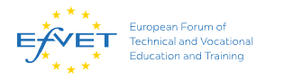 EfVET
European Forum of
Technical and Vocational
Education and Training